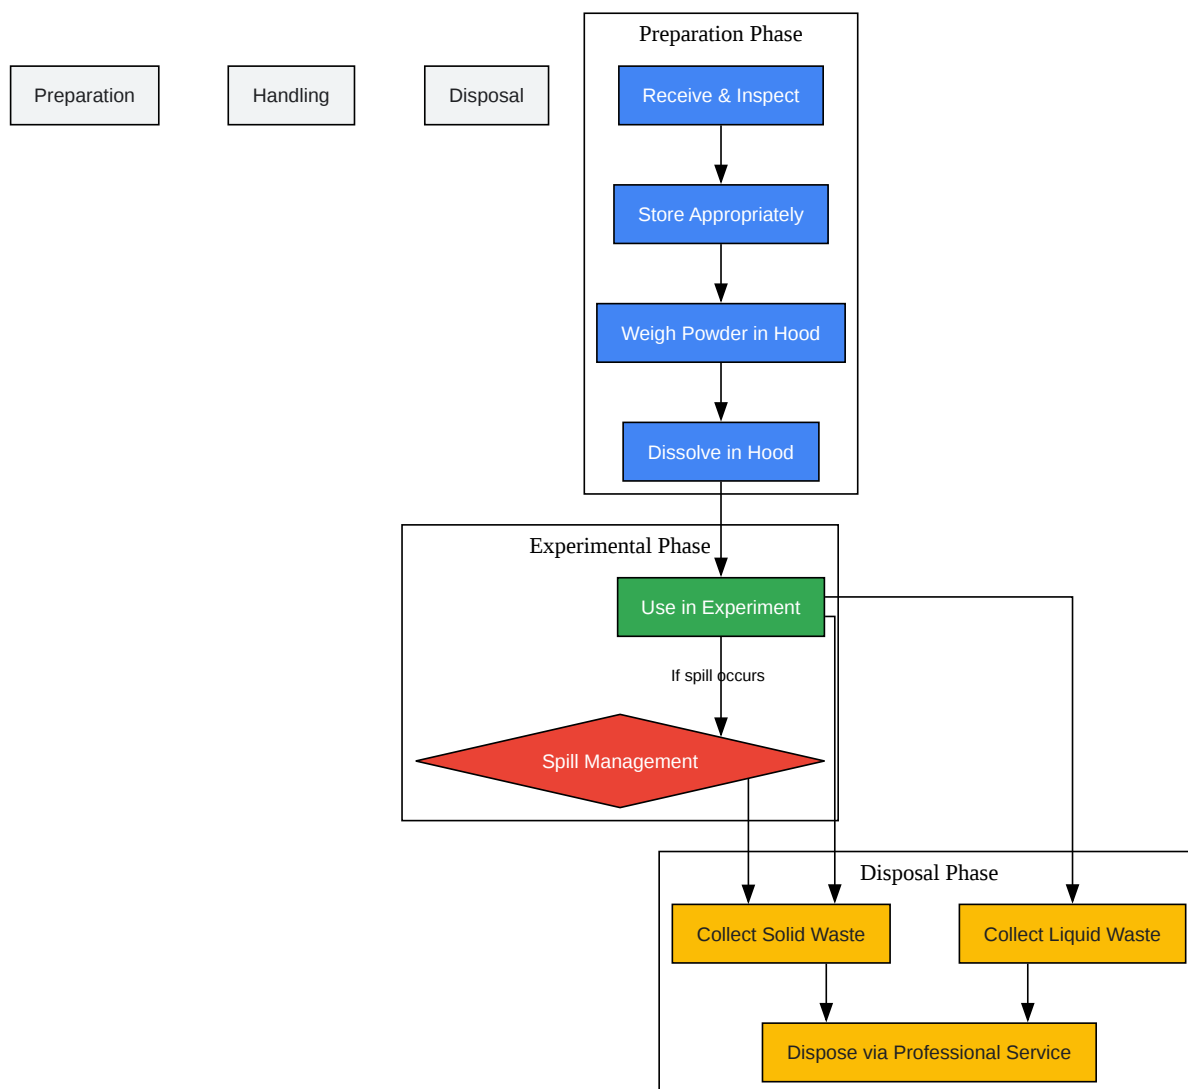 Preparation Phase
Preparation
Handling
Disposal
Receive & Inspect
Store Appropriately
Weigh Powder in Hood
Dissolve in Hood
Experimental Phase
Use in Experiment
If spill occurs
Spill Management
Disposal Phase
Collect Solid Waste
Collect Liquid Waste
Dispose via Professional Service